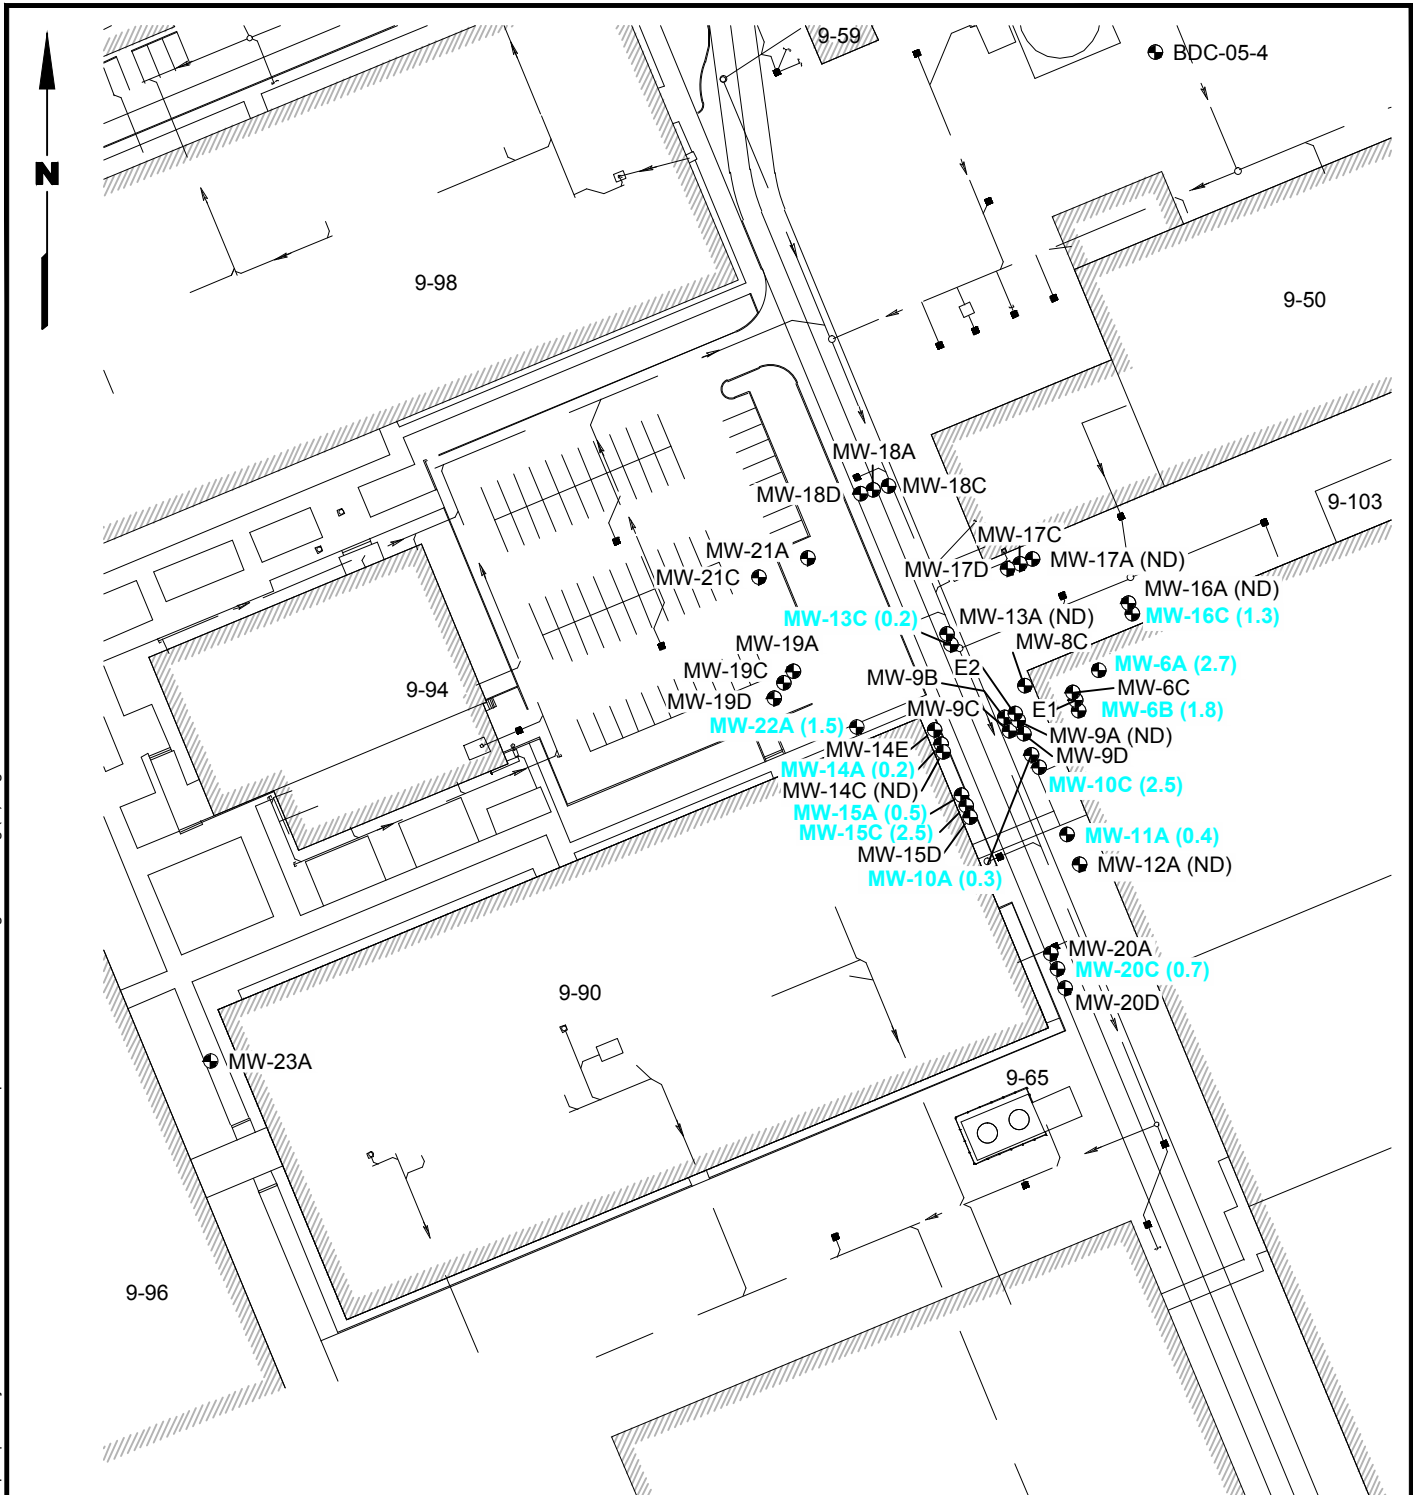 9-59
BDC-05-4
N
9-98
9-50
MW-18A
MW-18D
MW-18C
9-103
MW-17C
MW-21A
MW-17A (ND)
MW-21C
MW-17D
MW-16A (ND)
MW-13C (0.2)
MW-13A (ND)
MW-16C (1.3)
MW-8C
MW-19A
E2
MW-6A (2.7)
MW-19C
MW-9B
MW-6C
9-94
MW-19D
MW-9C
E1
MW-6B (1.8)
MW-22A (1.5)
MW-9A (ND)
MW-14E
MW-9D
MW-14A (0.2)
MW-10C (2.5)
MW-14C (ND)
MW-15A (0.5)
MW-15C (2.5)
MW-11A (0.4)
MW-15D
MW-12A (ND)
MW-10A (0.3)
MW-20A
MW-20C (0.7)
9-90
MW-20D
MW-23A
9-65
9-96